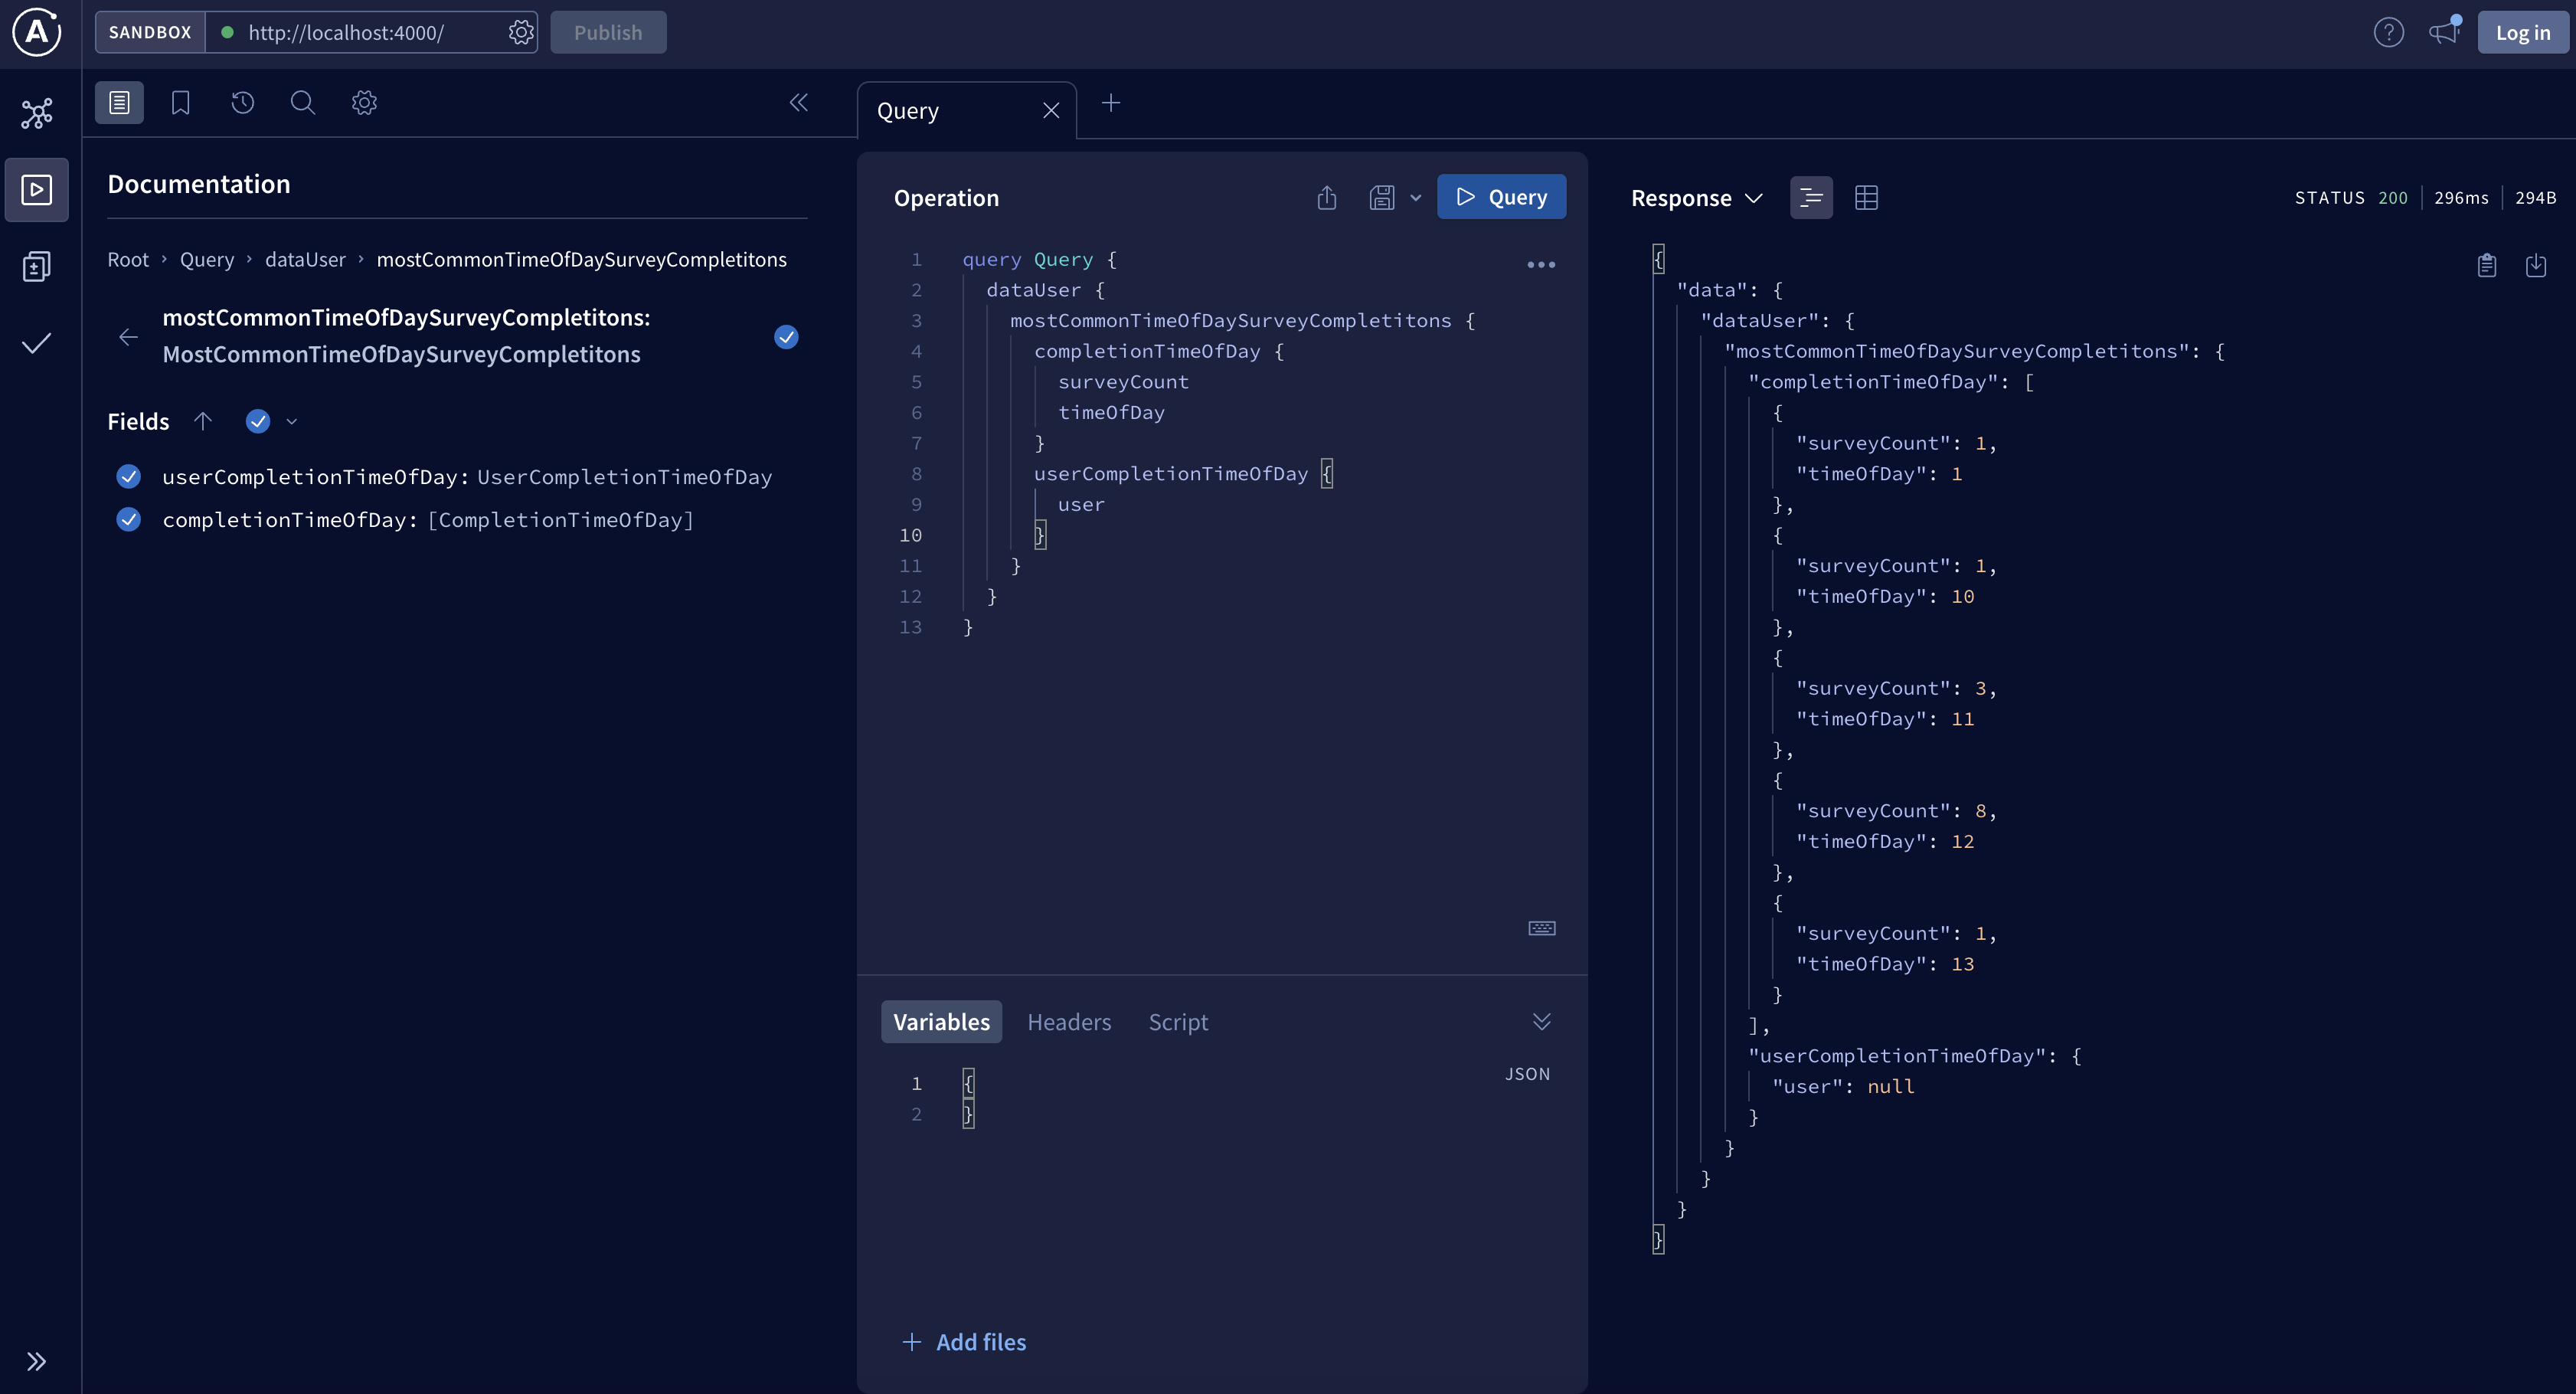 A
SANDBOX
http://localhost:4000/
Publish
?
Log in
Documentation
Root › Query › dataUser › mostCommonTimeOfDaySurveyCompletitons
mostCommonTimeOfDaySurveyCompletitons:
MostCommonTimeOfDaySurveyCompletitons
Fields
userCompletionTimeOfDay: UserCompletionTimeOfDay
completionTimeOfDay: [CompletionTimeOfDay]
Query
Operation
Query
1 query Query {
2 dataUser {
3 mostCommonTimeOfDaySurveyCompletitons {
4 completionTimeOfDay {
5 surveyCount
6 timeOfDay
7 }
8 userCompletionTimeOfDay {
9 user
10 }
11 }
12 }
13 }
Variables Headers Script
JSON
1 {
2 }
Add files
Response
STATUS 200 296ms 294B
{
"data": {
"dataUser": {
"mostCommonTimeOfDaySurveyCompletitons": {
"completionTimeOfDay": [
{
"surveyCount": 1,
"timeOfDay": 1
},
{
"surveyCount": 1,
"timeOfDay": 10
},
{
"surveyCount": 3,
"timeOfDay": 11
},
{
"surveyCount": 8,
"timeOfDay": 12
},
{
"surveyCount": 1,
"timeOfDay": 13
}
],
"userCompletionTimeOfDay": {
"user": null
}
}
}
}
}